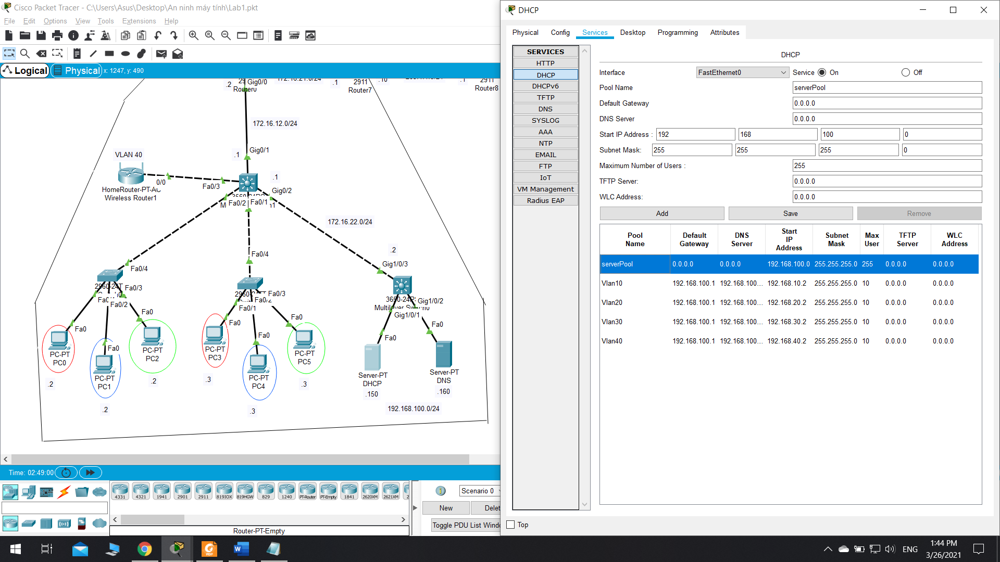 Cisco Packet Tracer - C:\Users\Asus\Desktop\An ninh máy tính\Lab1.pkt
File Edit Options View Tools Extensions Help
Logical Physical x: 1247, y: 490
.2 Gig0/0 172.16.21.0/24 .1 2911 .10 .1 2911
Router0 Router7 Router8
172.16.12.0/24
Gig0/1
.1
VLAN 40
0/0
Fa0/3
.1
Gig0/2
HomeRouter-PT-AC
Wireless Router1
Fa0/2 Fa0/1
172.16.22.0/24
.2
Fa0/4
Gig1/0/3
Fa0/4
Fa0/3
Fa0/2
Fa0/3
Fa0/1
Gig1/0/2
Gig1/0/1
Fa0
PC-PT
PC0
.2
Fa0
PC-PT
PC1
.2
Fa0
PC-PT
PC2
.2
Fa0
PC-PT
PC3
.3
Fa0
PC-PT
PC4
.3
Fa0
PC-PT
PC5
.3
Fa0
Server-PT
DHCP
.150
Fa0
Server-PT
DNS
.160
192.168.100.0/24
Time: 02:49:00
4331 4321 1941 2901 2911 819IOX 819HGW 829 1240 PT-Router PT-Empty 1841 2620XM 2621XM
Router-PT-Empty
Scenario 0
New Delet
Toggle PDU List Windo
DHCP
Physical Config Services Desktop Programming Attributes
SERVICES
HTTP
DHCP
DHCPv6
TFTP
DNS
SYSLOG
AAA
NTP
EMAIL
FTP
IoT
VM Management
Radius EAP
DHCP
Interface FastEthernet0 Service On Off
Pool Name serverPool
Default Gateway 0.0.0.0
DNS Server 0.0.0.0
Start IP Address : 192 168 100 0
Subnet Mask: 255 255 255 0
Maximum Number of Users : 255
TFTP Server: 0.0.0.0
WLC Address: 0.0.0.0
Add Save Remove
Pool Name Default Gateway DNS Server Start IP Address Subnet Mask Max User TFTP Server WLC Address
serverPool 0.0.0.0 0.0.0.0 192.168.100.0 255.255.255.0 255 0.0.0.0 0.0.0.0
Vlan10 192.168.100.1 192.168.100... 192.168.10.2 255.255.255.0 10 0.0.0.0 0.0.0.0
Vlan20 192.168.100.1 192.168.100... 192.168.20.2 255.255.255.0 10 0.0.0.0 0.0.0.0
Vlan30 192.168.100.1 192.168.100... 192.168.30.2 255.255.255.0 10 0.0.0.0 0.0.0.0
Vlan40 192.168.100.1 192.168.100... 192.168.40.2 255.255.255.0 10 0.0.0.0 0.0.0.0
Top
ENG
1:44 PM
3/26/2021